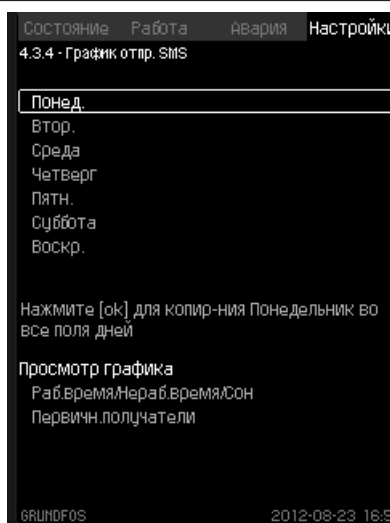 Состояние Работа Авария Настройки
4.3.4 - График отпр. SMS
Понед.
Втор.
Среда
Четверг
Пятн.
Суббота
Воскр.
Нажмите [ok] для копир-ния Понедельник во
все поля дней
Просмотр графика
Раб.время/Нераб.время/Сон
Первичн.получатели
GRUNDFOS 2012-08-23